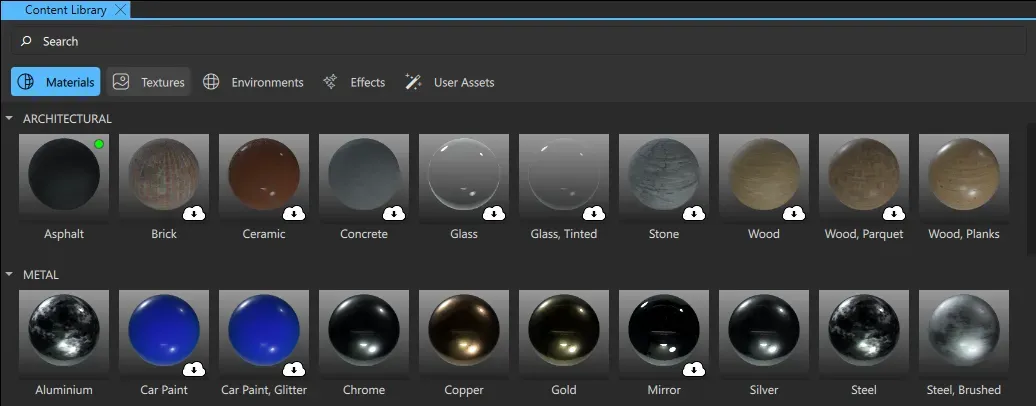 Content Library
Search
Materials Textures Environments Effects User Assets
ARCHITECTURAL
Asphalt Brick Ceramic Concrete Glass Glass, Tinted Stone Wood Wood, Parquet Wood, Planks
METAL
Aluminium Car Paint Car Paint, Glitter Chrome Copper Gold Mirror Silver Steel Steel, Brushed